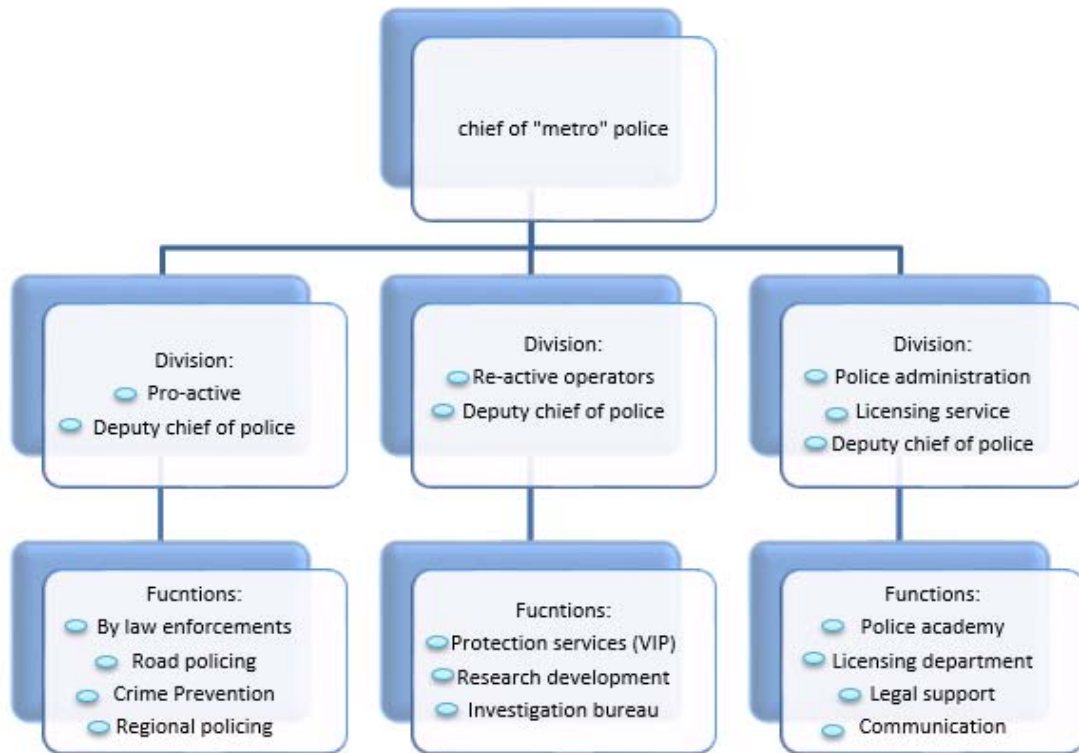 chief of "metro" police
Division:
Pro-active
Deputy chief of police
Division:
Re-active operators
Deputy chief of police
Division:
Police administration
Licensing service
Deputy chief of police
Fucntions:
By law enforcements
Road policing
Crime Prevention
Regional policing
Fucntions:
Protection services (VIP)
Research development
Investigation bureau
Functions:
Police academy
Licensing department
Legal support
Communication